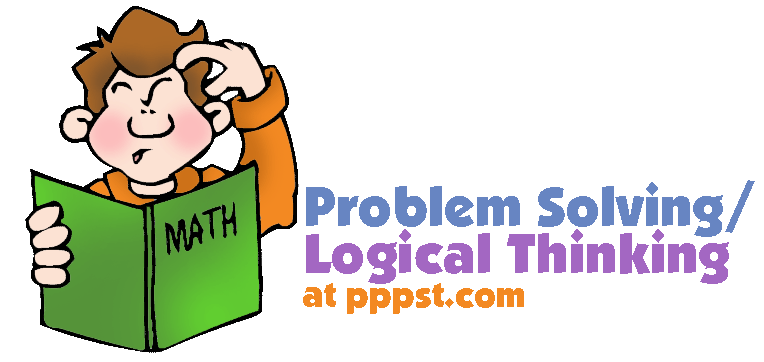 MATH
Problem Solving/
Logical Thinking
at pppst.com